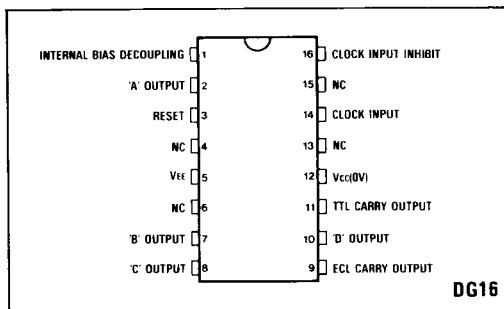 INTERNAL BIAS DECOUPLING 1 16 CLOCK INPUT INHIBIT
'A' OUTPUT 2 15 NC
RESET 3 14 CLOCK INPUT
NC 4 13 NC
VEE 5 12 VCC(0V)
NC 6 11 TTL CARRY OUTPUT
'B' OUTPUT 7 10 'D' OUTPUT
'C' OUTPUT 8 9 ECL CARRY OUTPUT
DG16